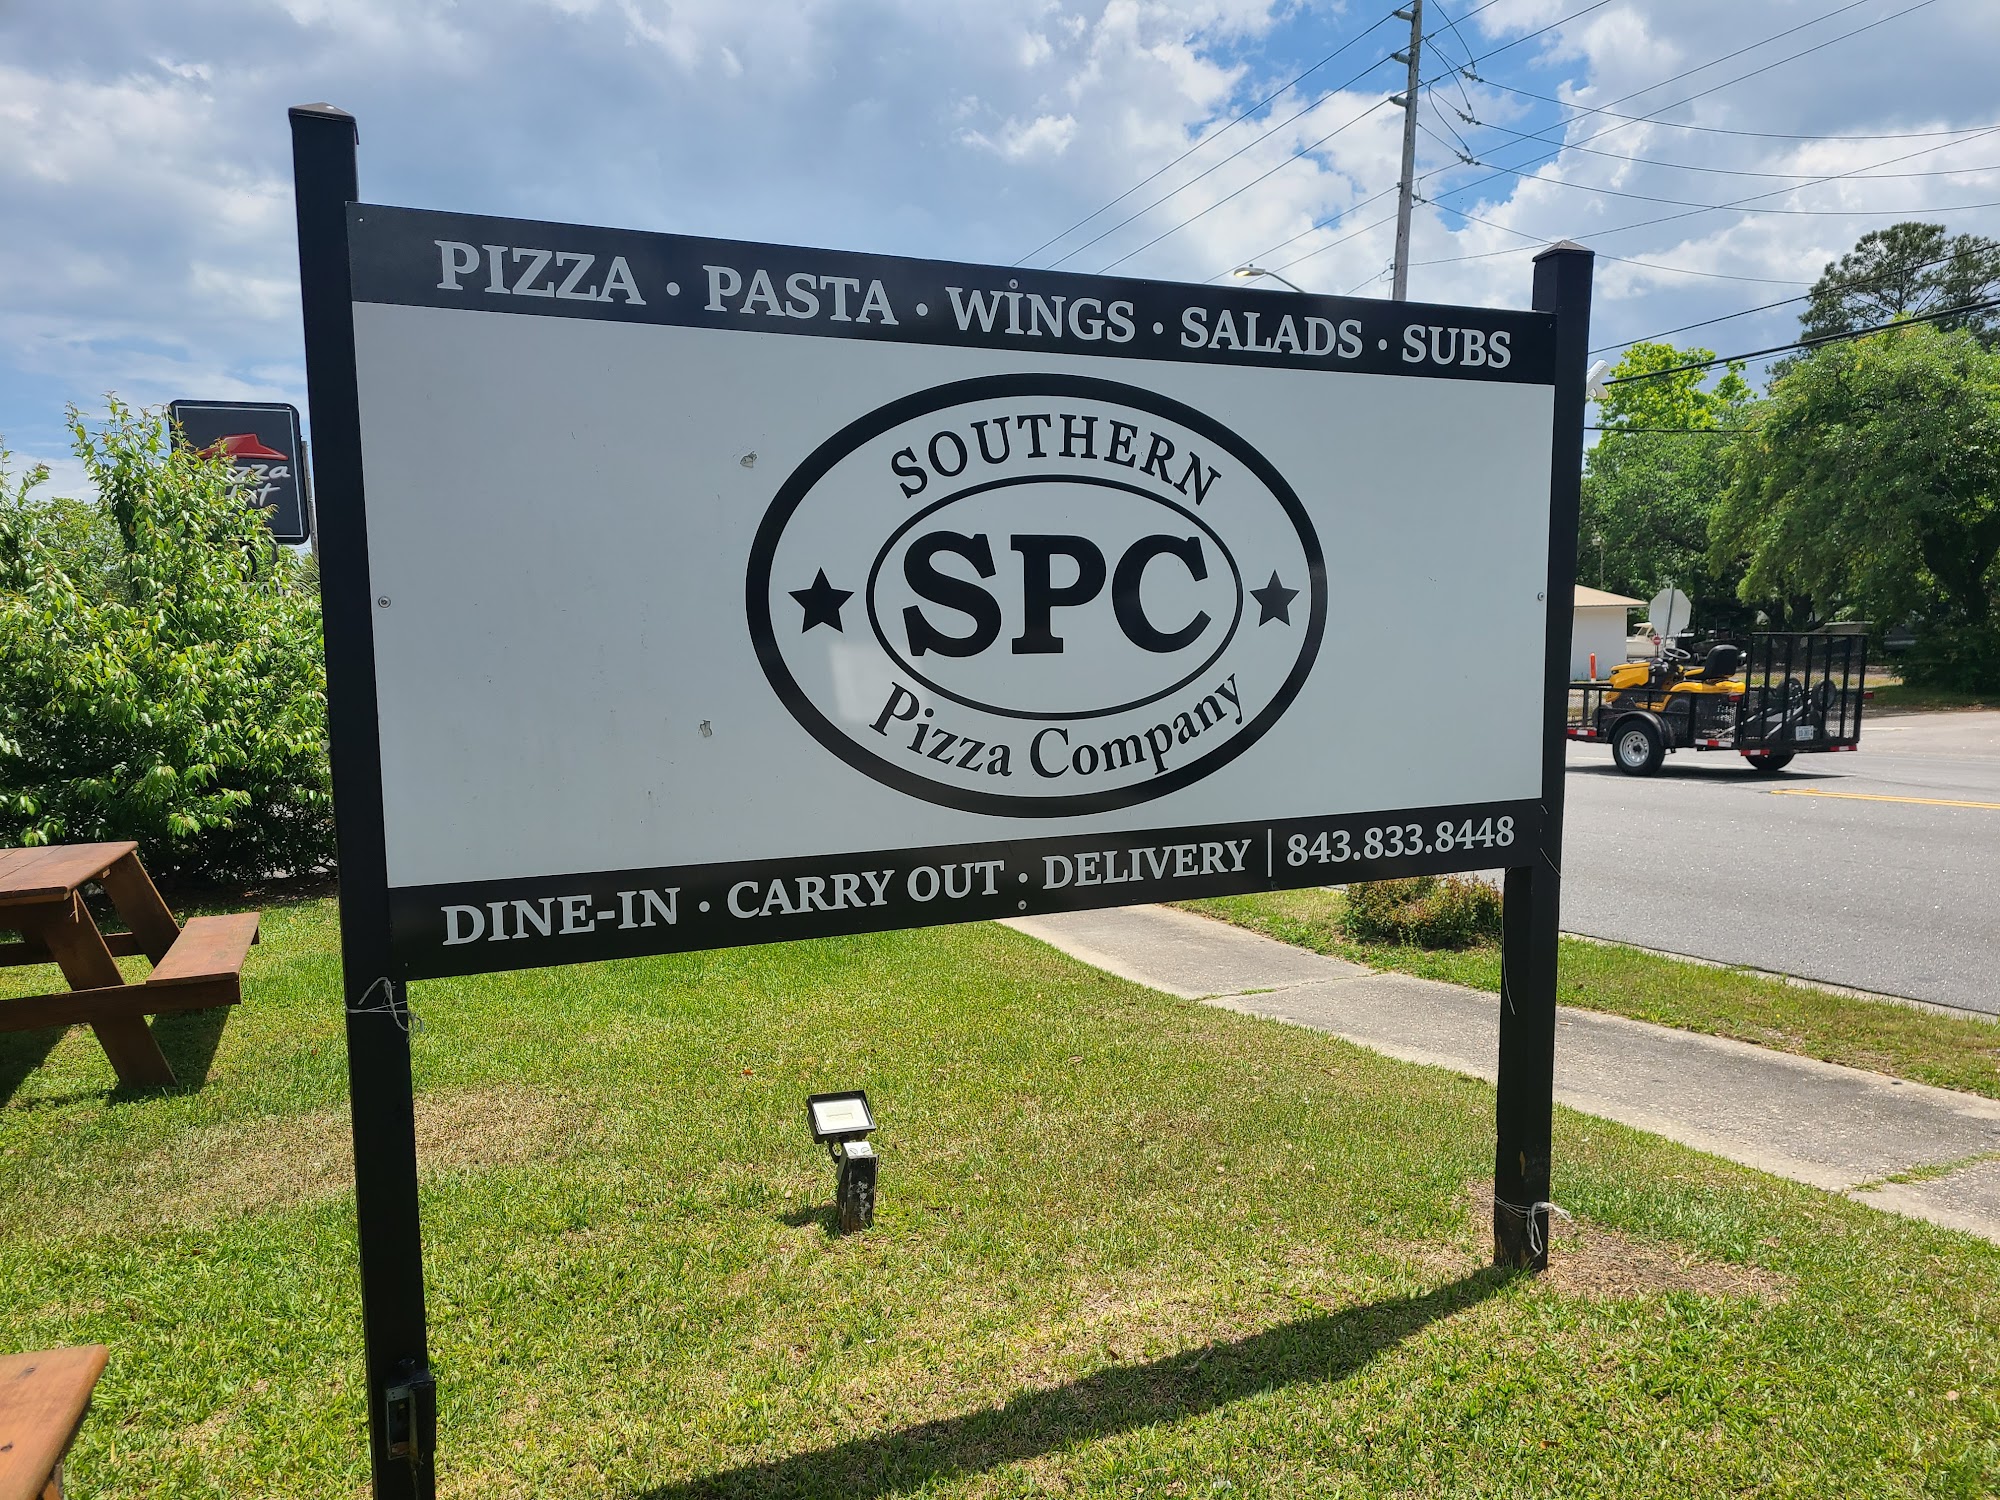 PIZZA · PASTA · WINGS · SALADS · SUBS
SOUTHERN
SPC
Pizza Company
DINE-IN · CARRY OUT · DELIVERY | 843.833.8448